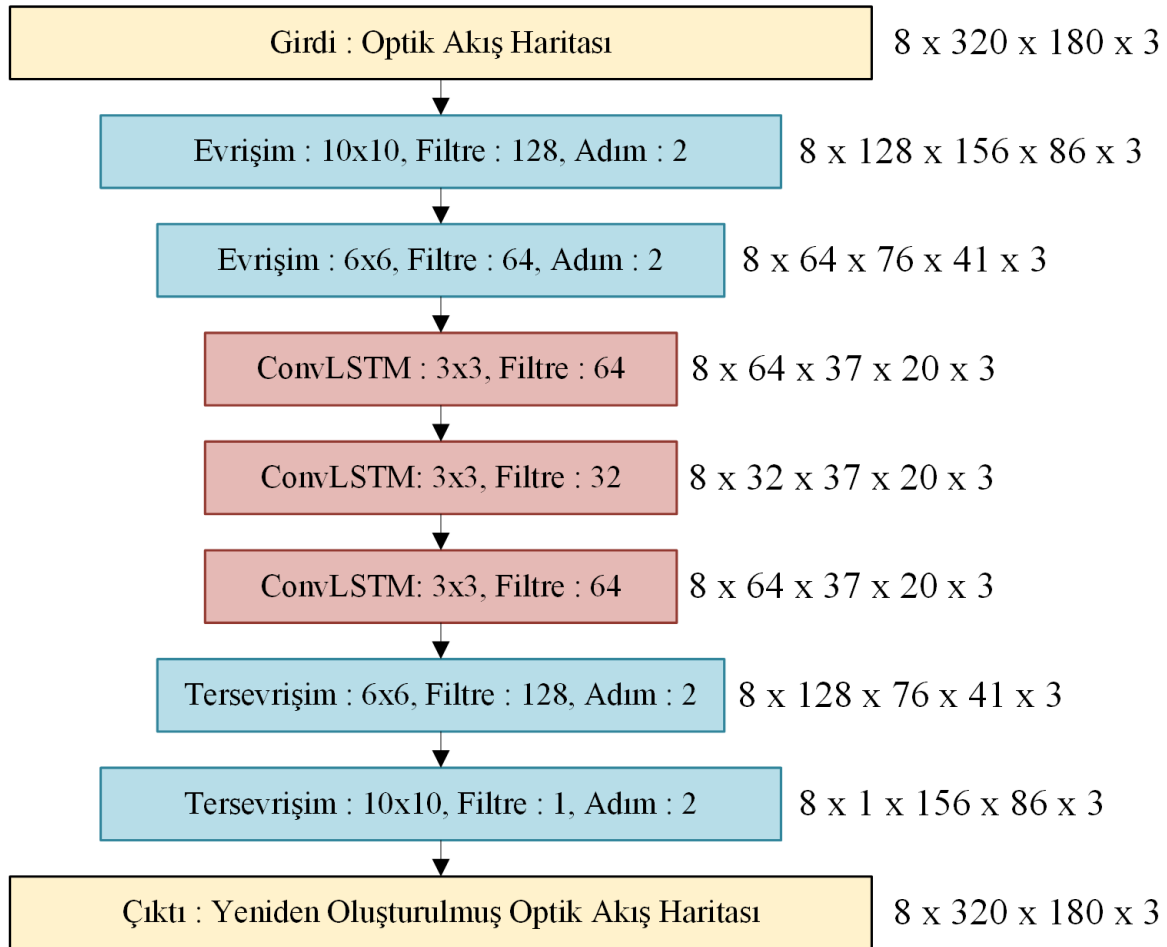 Girdi : Optik Akış Haritası 8 x 320 x 180 x 3
Evrişim : 10x10, Filtre : 128, Adım : 2 8 x 128 x 156 x 86 x 3
Evrişim : 6x6, Filtre : 64, Adım : 2 8 x 64 x 76 x 41 x 3
ConvLSTM : 3x3, Filtre : 64 8 x 64 x 37 x 20 x 3
ConvLSTM: 3x3, Filtre : 32 8 x 32 x 37 x 20 x 3
ConvLSTM: 3x3, Filtre : 64 8 x 64 x 37 x 20 x 3
Tersevrişim : 6x6, Filtre : 128, Adım : 2 8 x 128 x 76 x 41 x 3
Tersevrişim : 10x10, Filtre : 1, Adım : 2 8 x 1 x 156 x 86 x 3
Çıktı : Yeniden Oluşturulmuş Optik Akış Haritası 8 x 320 x 180 x 3